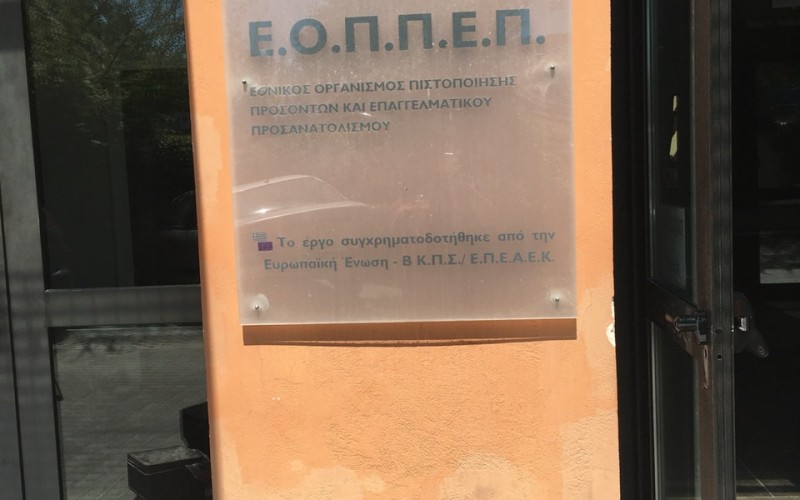 Ε.Ο.Π.Π.Ε.Π.
ΕΘΝΙΚΟΣ ΟΡΓΑΝΙΣΜΟΣ ΠΙΣΤΟΠΟΙΗΣΗΣ
ΠΡΟΣΟΝΤΩΝ ΚΑΙ ΕΠΑΓΓΕΛΜΑΤΙΚΟΥ
ΠΡΟΣΑΝΑΤΟΛΙΣΜΟΥ
Το έργο συγχρηματοδοτήθηκε από την
Ευρωπαϊκή Ένωση - Β Κ.Π.Σ./ Ε.Π.Ε.Α.Ε.Κ.